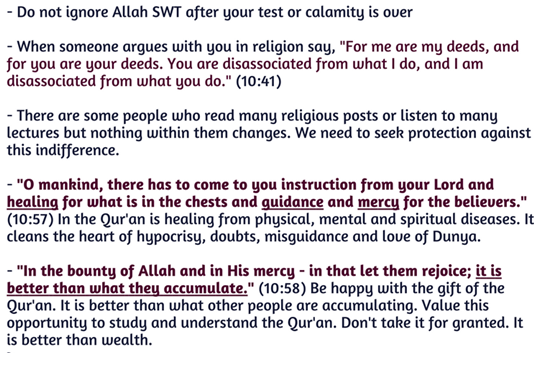 - Do not ignore Allah SWT after your test or calamity is over
- When someone argues with you in religion say, "For me are my deeds, and
for you are your deeds. You are disassociated from what I do, and I am
disassociated from what you do." (10:41)
- There are some people who read many religious posts or listen to many
lectures but nothing within them changes. We need to seek protection against
this indifference.
- "O mankind, there has to come to you instruction from your Lord and
healing for what is in the chests and guidance and mercy for the believers."
(10:57) In the Qur'an is healing from physical, mental and spiritual diseases. It
cleans the heart of hypocrisy, doubts, misguidance and love of Dunya.
- "In the bounty of Allah and in His mercy - in that let them rejoice; it is
better than what they accumulate." (10:58) Be happy with the gift of the
Qur'an. It is better than what other people are accumulating. Value this
opportunity to study and understand the Qur'an. Don't take it for granted. It
is better than wealth.